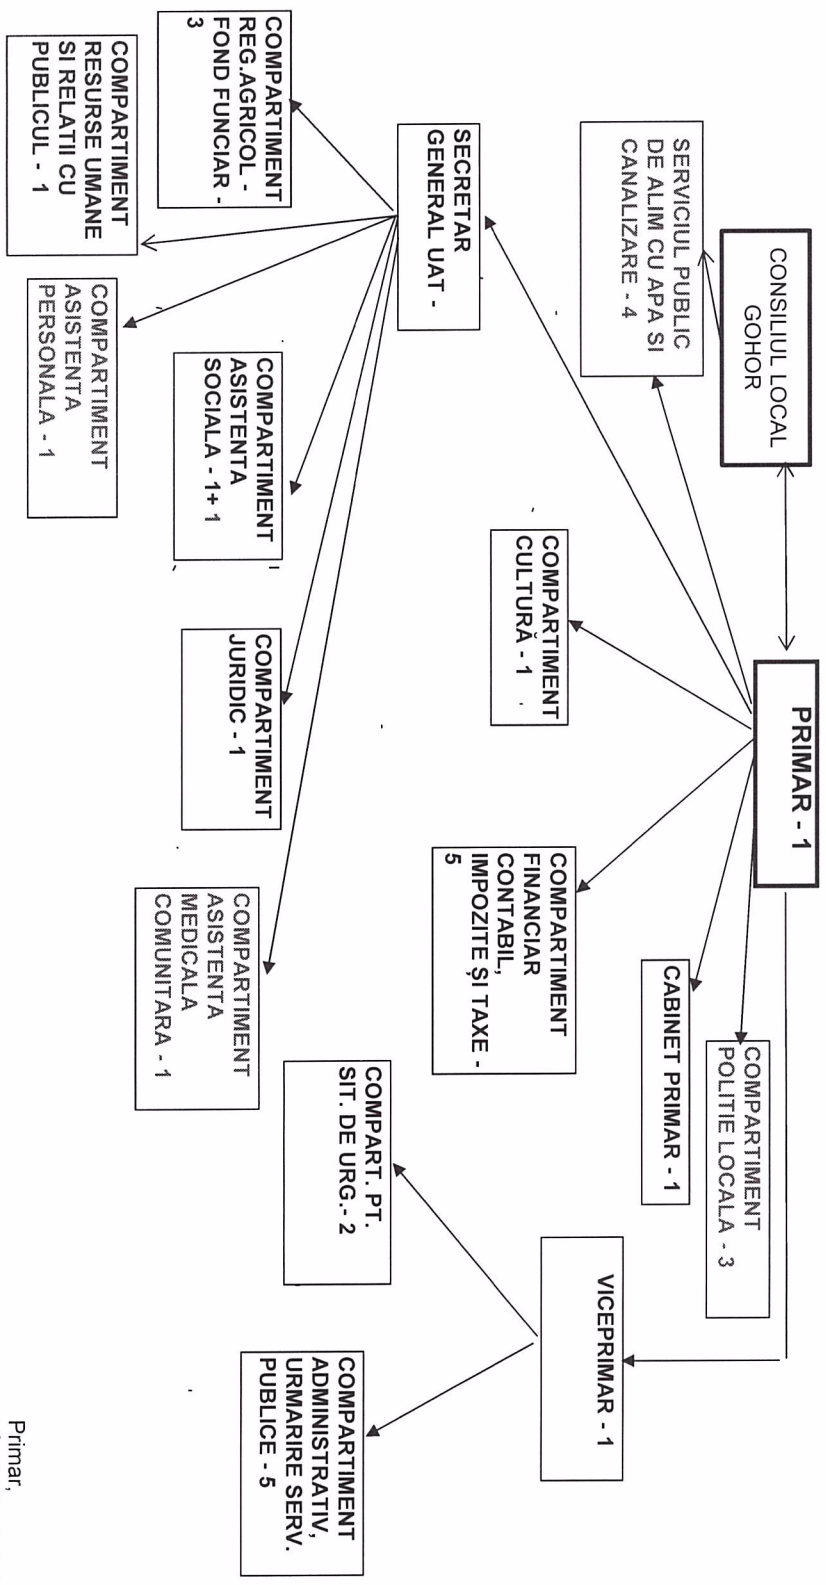 CONSILIUL LOCAL
GOHOR
PRIMAR - 1
SERVICIUL PUBLIC
DE ALIM CU APA SI
CANALIZARE - 4
COMPARTIMENT
POLITIE LOCALA - 3
CABINET PRIMAR - 1
VICEPRIMAR - 1
SECRETAR
GENERAL UAT -
COMPARTIMENT
CULTURĂ - 1
COMPARTIMENT
FINANCIAR
CONTABIL,
IMPOZITE ȘI TAXE -
5
COMPART. PT.
SIT. DE URG.- 2
COMPARTIMENT
ADMINISTRATIV,
URMARIRE SERV.
PUBLICE - 5
COMPARTIMENT
REG.AGRICOL -
FOND FUNCIAR -
3
COMPARTIMENT
ASISTENTA
SOCIALA - 1+ 1
COMPARTIMENT
JURIDIC - 1
COMPARTIMENT
ASISTENTA
MEDICALA
COMUNITARA - 1
COMPARTIMENT
RESURSE UMANE
SI RELATII CU
PUBLICUL - 1
COMPARTIMENT
ASISTENTA
PERSONALA - 1
Primar,